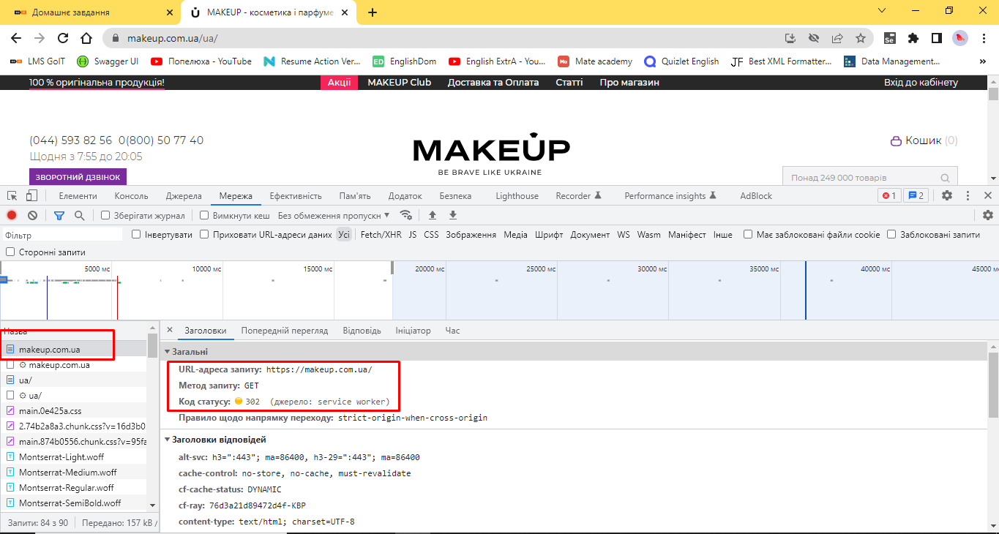 Домашнє завдання
MAKEUP - косметика і парфуме
makeup.com.ua/ua/
LMS GoIT
Swagger UI
Попелюха - YouTube
Resume Action Ver...
ED EnglishDom
English ExtrA - You...
Mate academy
Quizlet English
JF Best XML Formatter...
Data Management...
100 % оригінальна продукція!
Акції MAKEUP Club Доставка та Оплата Статті Про магазин
Вхід до кабінету
(044) 593 82 56 0(800) 50 77 40
Щодня з 7:55 до 20:05
ЗВОРОТНИЙ ДЗВІНОК
MAKEUP
BE BRAVE LIKE UKRAINE
Кошик (0)
Понад 249 000 товарів
Елементи Консоль Джерела Мережа Ефективність Пам'ять Додаток Безпека Lighthouse Recorder Performance insights AdBlock 1 2
Зберігати журнал Вимкнути кеш Без обмеження пропускн
Фільтр Інвертувати Приховати URL-адреси даних Усі Fetch/XHR JS CSS Зображення Медіа Шрифт Документ WS Wasm Маніфест Інше Має заблоковані файли cookie Заблоковані запити
Сторонні запити
5000 мс 10000 мс 15000 мс 20000 мс 25000 мс 30000 мс 35000 мс 40000 мс 45000 мс
Назва
makeup.com.ua
makeup.com.ua
ua/
ua/
main.0e425a.css
2.74b2a8a3.chunk.css?v=16d3b0
main.874b0556.chunk.css?v=95fa
Montserrat-Light.woff
Montserrat-Medium.woff
Montserrat-Regular.woff
Montserrat-SemiBold.woff
Запити: 84 з 90 Передано: 157 kB /
Заголовки Попередній перегляд Відповідь Ініціатор Час
Загальні
URL-адреса запиту: https://makeup.com.ua/
Метод запиту: GET
Код статусу: 302 (джерело: service worker)
Правило щодо напрямку переходу: strict-origin-when-cross-origin
Заголовки відповідей
alt-svc: h3=":443"; ma=86400, h3-29=":443"; ma=86400
cache-control: no-store, no-cache, must-revalidate
cf-cache-status: DYNAMIC
cf-ray: 76d3a21d89472d4f-KBP
content-type: text/html; charset=UTF-8